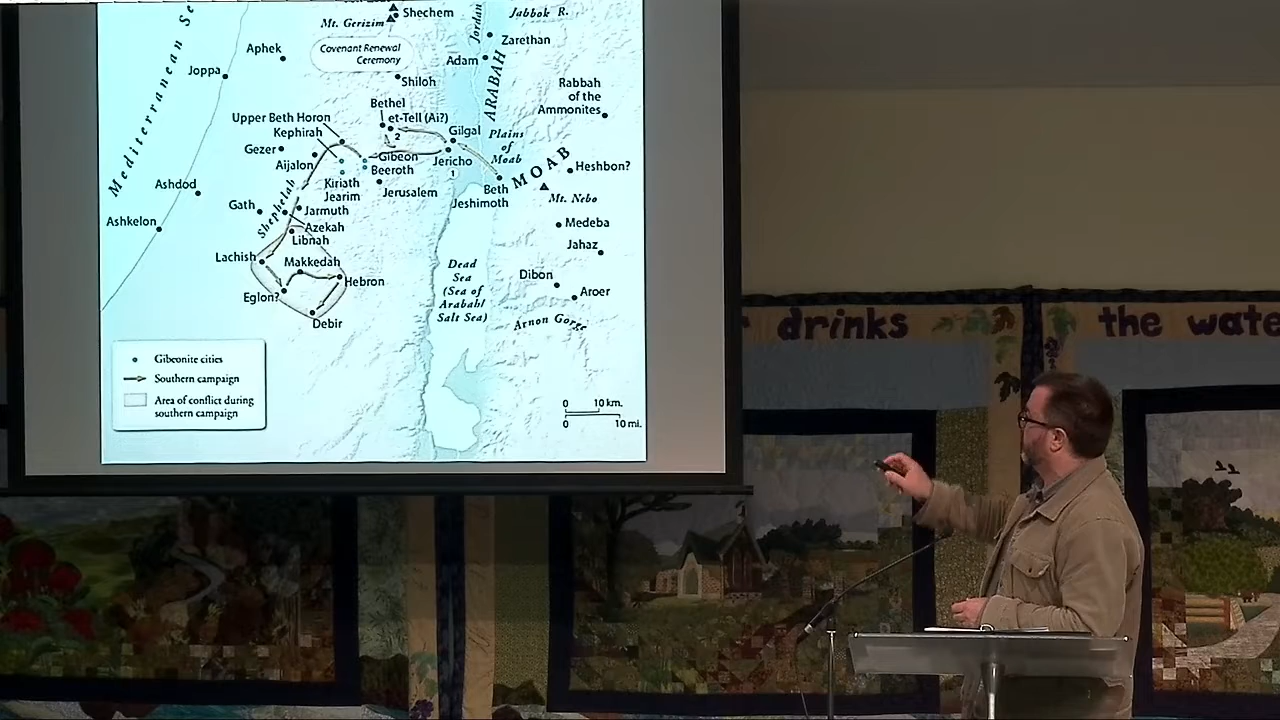 Mediterranean Se
Shechem
Mt. Gerizim
Covenant Renewal
Ceremony
Jordan
Jabbok R.
Zarethan
Adam
ARABAH
Aphek
Joppa
Shiloh
Rabbah
of the
Ammonites
Bethel
et-Tell (Ai?)
2
Upper Beth Horon
Kephirah
Gezer
Aijalon
Gilgal
Plains
of
Moab
Gibeon
Beeroth
Jericho
1
MOAB
Heshbon?
Kiriath
Jearim
Jerusalem
Beth
Jeshimoth
Mt. Nebo
Ashdod
Gath
Shephelah
Jarmuth
Azekah
Libnah
Medeba
Ashkelon
Jahaz
Lachish
Makkedah
Hebron
Dead
Sea
(Sea of
Arabah/
Salt Sea)
Dibon
Aroer
Eglon?
Debir
Arnon Gorge
Gibeonite cities
Southern campaign
Area of conflict during
southern campaign
0 10 km.
0 10 mi.
drinks
the wate